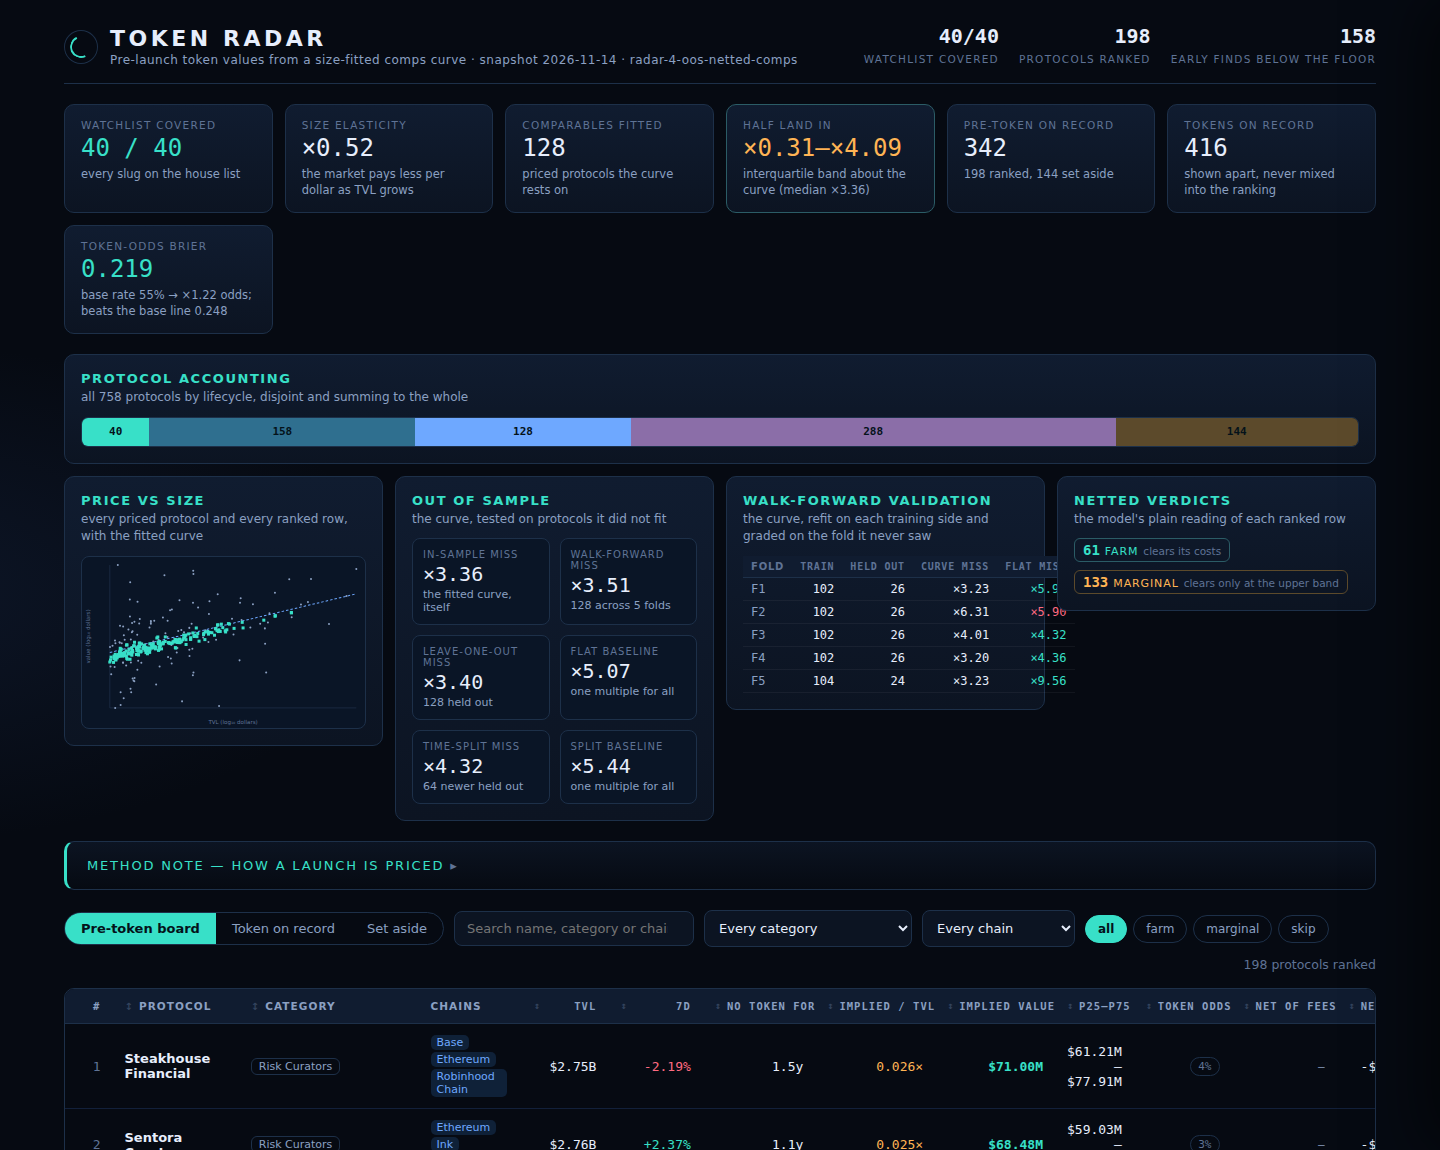 TOKEN RADAR
Pre-launch token values from a size-fitted comps curve · snapshot 2026-11-14 · radar-4-oos-netted-comps
40/40
WATCHLIST COVERED
198
PROTOCOLS RANKED
158
EARLY FINDS BELOW THE FLOOR
WATCHLIST COVERED
40 / 40
every slug on the house list
SIZE ELASTICITY
×0.52
the market pays less per
dollar as TVL grows
COMPARABLES FITTED
128
priced protocols the curve
rests on
HALF LAND IN
×0.31—×4.09
interquartile band about the
curve (median ×3.36)
PRE-TOKEN ON RECORD
342
198 ranked, 144 set aside
TOKENS ON RECORD
416
shown apart, never mixed
into the ranking
TOKEN-ODDS BRIER
0.219
base rate 55% → ×1.22 odds;
beats the base line 0.248
PROTOCOL ACCOUNTING
all 758 protocols by lifecycle, disjoint and summing to the whole
40 158 128 288 144
PRICE VS SIZE
every priced protocol and every ranked row,
with the fitted curve
TVL (log₁₀ dollars)
OUT OF SAMPLE
the curve, tested on protocols it did not fit
IN-SAMPLE MISS
×3.36
the fitted curve,
itself
WALK-FORWARD
MISS
×3.51
128 across 5 folds
LEAVE-ONE-OUT
MISS
×3.40
128 held out
FLAT BASELINE
×5.07
one multiple for all
TIME-SPLIT MISS
×4.32
64 newer held out
SPLIT BASELINE
×5.44
one multiple for all
WALK-FORWARD VALIDATION
the curve, refit on each training side and
graded on the fold it never saw
FOLD TRAIN HELD OUT CURVE MISS FLAT MIS
F1 102 26 ×3.23 ×5.9
F2 102 26 ×6.31 ×5.90
F3 102 26 ×4.01 ×4.32
F4 102 26 ×3.20 ×4.36
F5 104 24 ×3.23 ×9.56
NETTED VERDICTS
the model's plain reading of each ranked row
61 FARM clears its costs
133 MARGINAL clears only at the upper band
METHOD NOTE — HOW A LAUNCH IS PRICED ▸
Pre-token board Token on record Set aside Search name, category or chai Every category Every chain all farm marginal skip
198 protocols ranked
# ↕ PROTOCOL ↕ CATEGORY CHAINS ↕ TVL ↕ 7D ↕ NO TOKEN FOR ↕ IMPLIED / TVL ↕ IMPLIED VALUE ↕ P25—P75 ↕ TOKEN ODDS ↕ NET OF FEES ↕ NE
1 Steakhouse
Financial
Risk Curators
Base
Ethereum
Robinhood
Chain
$2.75B -2.19% 1.5y 0.026× $71.00M
$61.21M
—
$77.91M
4% — -$
2 Sentora
Risk Curators
Ethereum
Ink
$2.76B +2.37% 1.1y 0.025× $68.48M
$59.03M
—
3% — -$